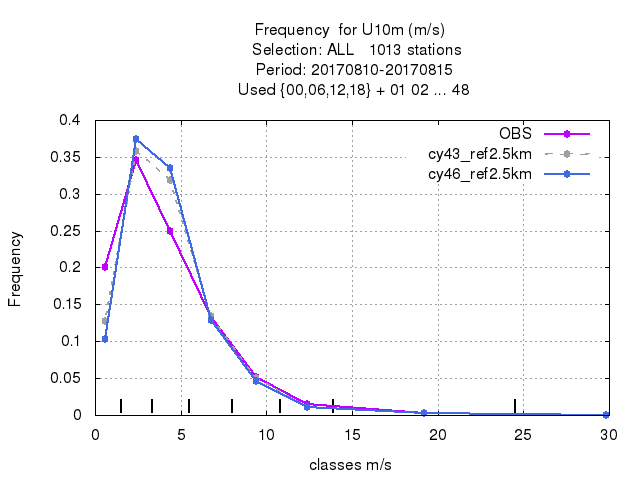 Frequency  for U10m (m/s)
Selection: ALL   1013 stations
Period: 20170810-20170815
Used {00,06,12,18} + 01 02 ... 48
OBS
cy43_ref2.5km
cy46_ref2.5km
0.4
0.35
0.3
0.25
0.2
0.15
0.1
0.05
0
Frequency
0 5 10 15 20 25 30
classes m/s